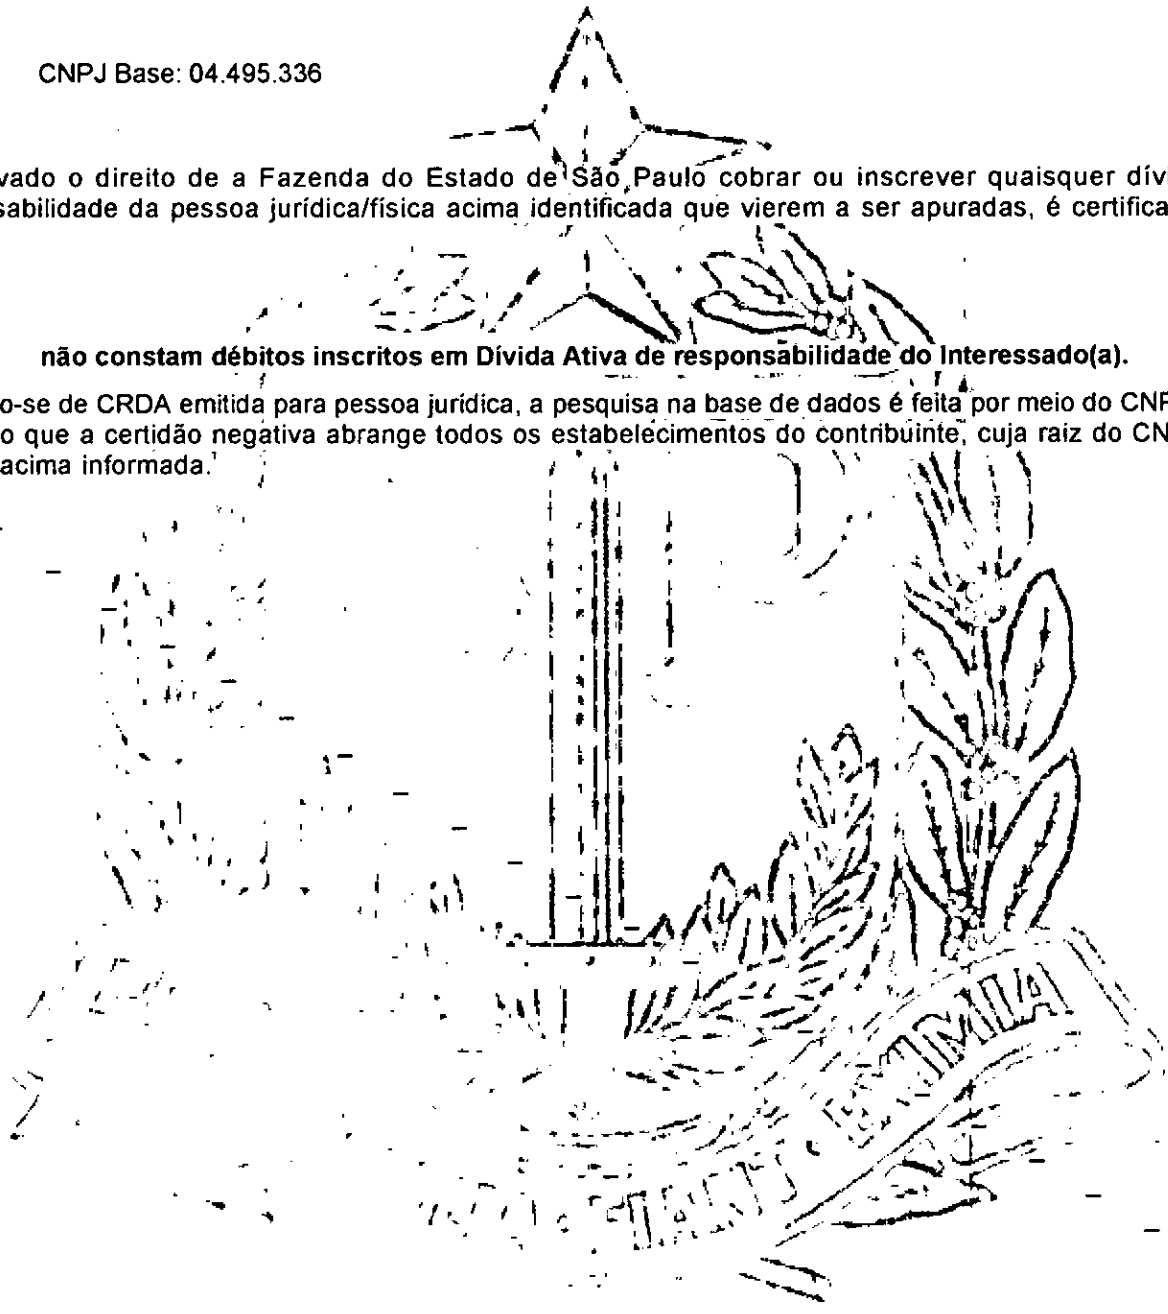 CNPJ Base: 04.495.336
vado o direito de a Fazenda do Estado de São Paulo cobrar ou inscrever quaisquer dívi
sabilidade da pessoa jurídica/física acima identificada que vierem a ser apuradas, é certifica
não constam débitos inscritos em Dívida Ativa de responsabilidade do Interessado(a).
o-se de CRDA emitida para pessoa jurídica, a pesquisa na base de dados é feita por meio do CNP
o que a certidão negativa abrange todos os estabelecimentos do contribuinte, cuja raiz do CN
acima informada.
FIANT · EXIMIA